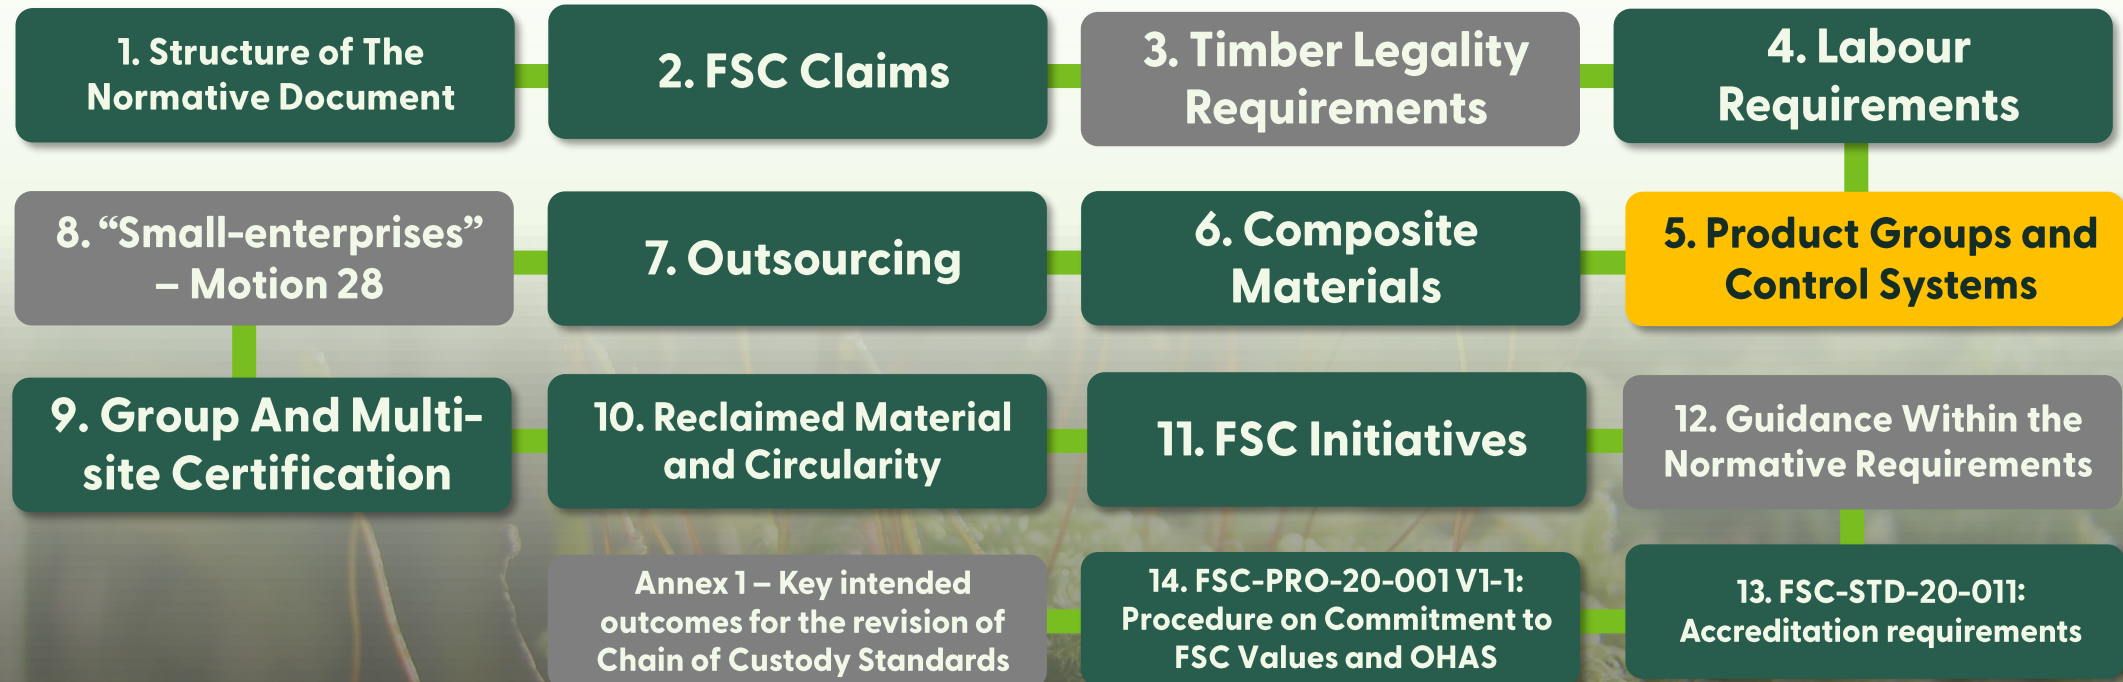 1. Structure of The
Normative Document
2. FSC Claims
3. Timber Legality
Requirements
4. Labour
Requirements
8. “Small-enterprises”
– Motion 28
7. Outsourcing
6. Composite
Materials
5. Product Groups and
Control Systems
9. Group And Multi-
site Certification
10. Reclaimed Material
and Circularity
11. FSC Initiatives
12. Guidance Within the
Normative Requirements
Annex 1 – Key intended
outcomes for the revision of
Chain of Custody Standards
14. FSC-PRO-20-001 V1-1:
Procedure on Commitment to
FSC Values and OHAS
13. FSC-STD-20-011:
Accreditation requirements